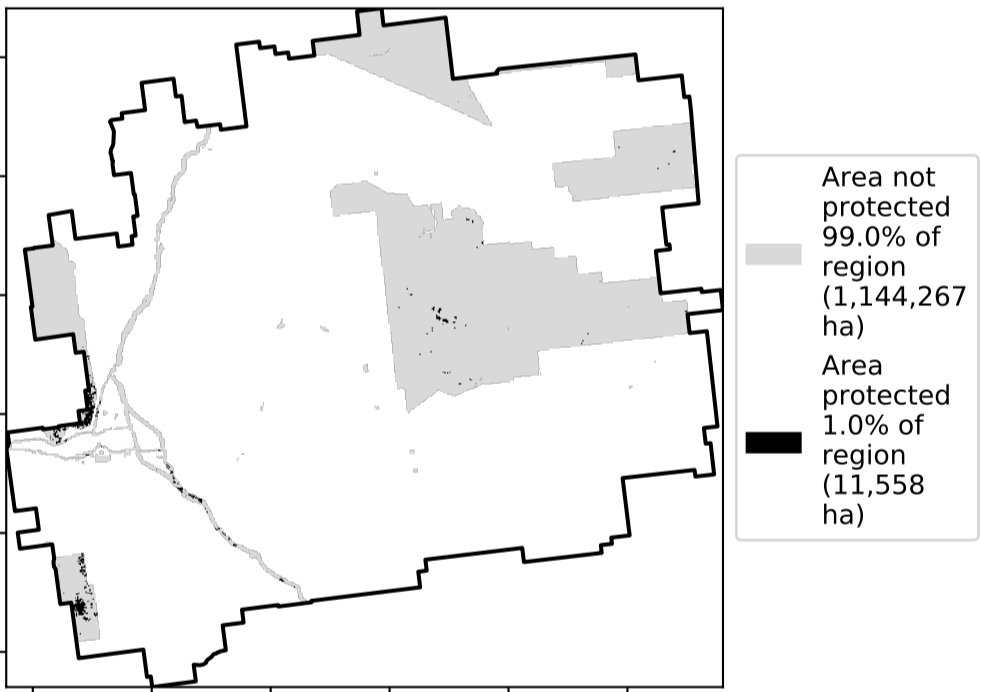 Area not
protected
99.0% of
region
(1,144,267
ha)
Area
protected
1.0% of
region
(11,558
ha)